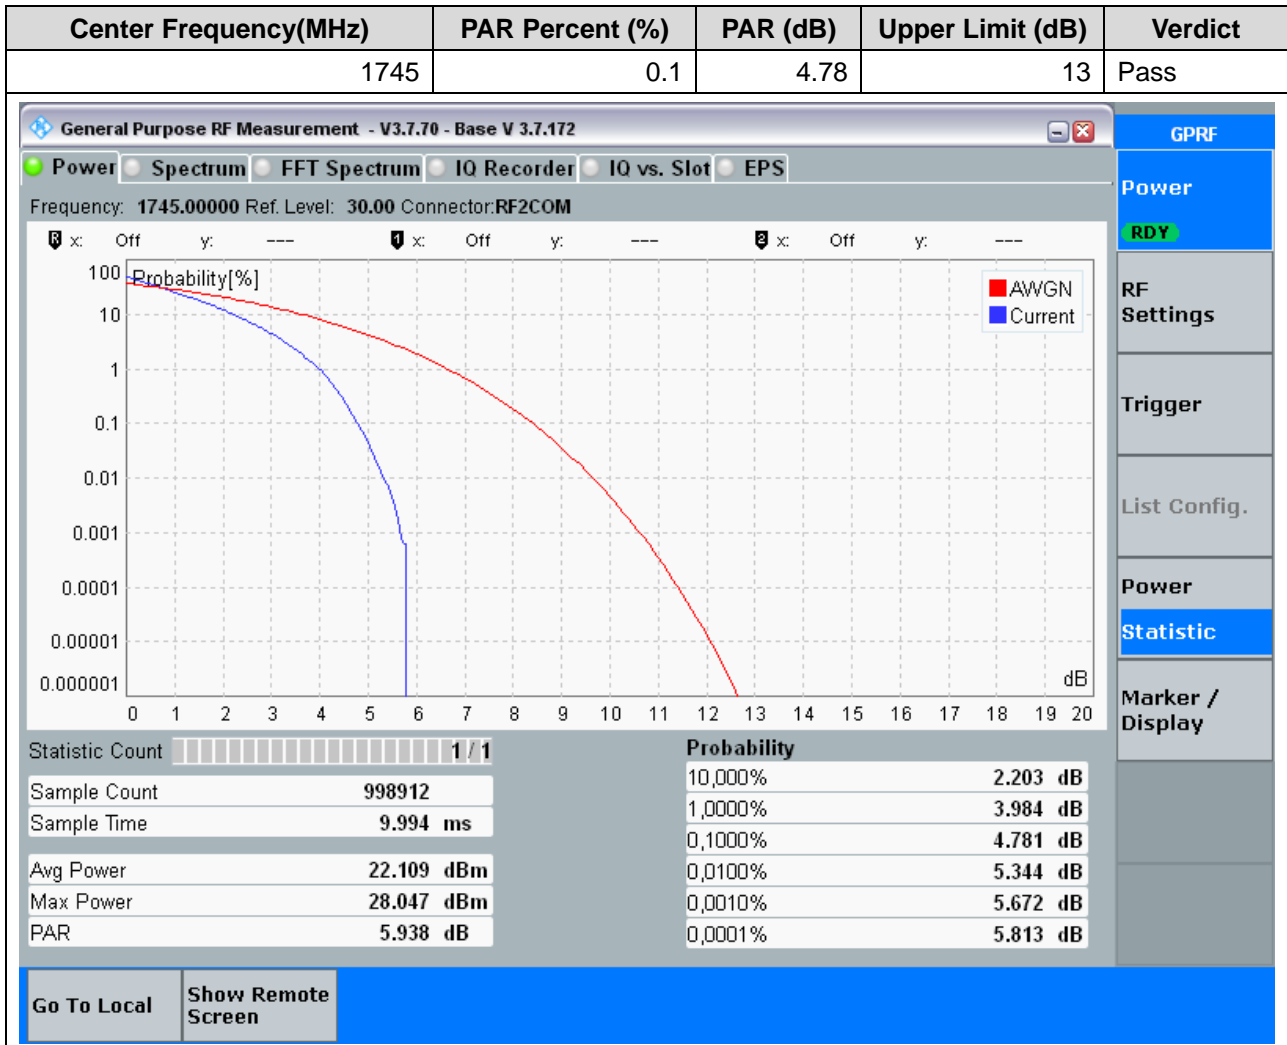 Center Frequency(MHz) PAR Percent (%) PAR (dB) Upper Limit (dB) Verdict
1745 0.1 4.78 13 Pass
General Purpose RF Measurement - V3.7.70 - Base V 3.7.172
GPRF
Power Spectrum FFT Spectrum IQ Recorder IQ vs. Slot EPS
Frequency: 1745.00000 Ref. Level: 30.00 Connector:RF2COM
R x: Off y: --- 1 x: Off y: --- 2 x: Off y: ---
Probability[%]
AWGN
Current
100
10
1
0.1
0.01
0.001
0.0001
0.00001
0.000001
dB
0 1 2 3 4 5 6 7 8 9 10 11 12 13 14 15 16 17 18 19 20
Statistic Count 1 / 1
Sample Count 998912
Sample Time 9.994 ms
Avg Power 22.109 dBm
Max Power 28.047 dBm
PAR 5.938 dB
Probability
10,000% 2.203 dB
1,0000% 3.984 dB
0,1000% 4.781 dB
0,0100% 5.344 dB
0,0010% 5.672 dB
0,0001% 5.813 dB
Power
RDY
RF
Settings
Trigger
List Config.
Power
Statistic
Marker /
Display
Go To Local
Show Remote
Screen